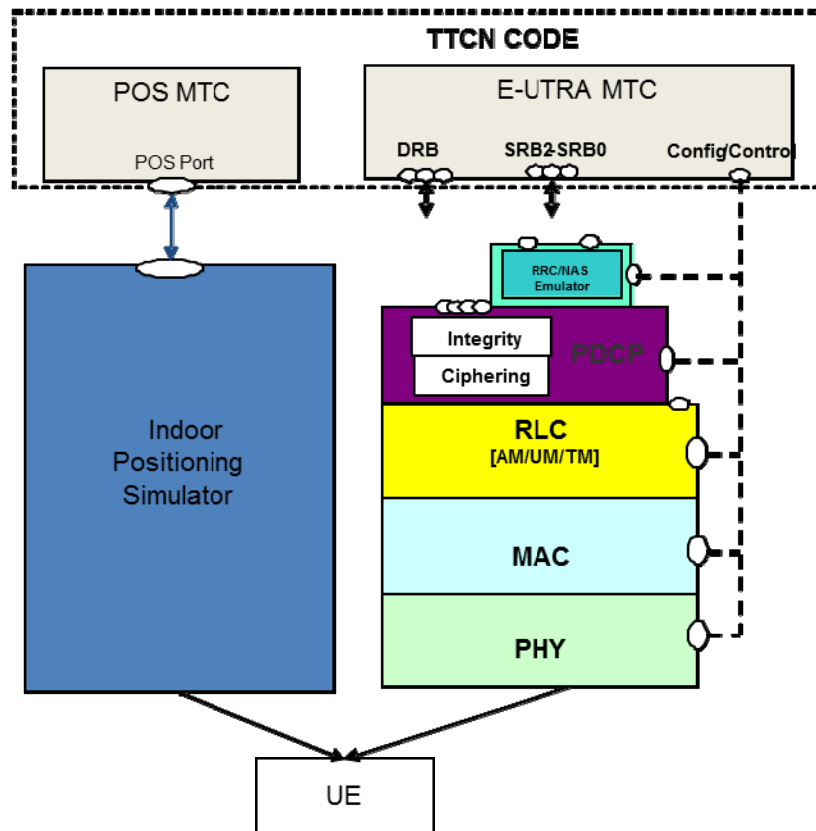 TTCN CODE
POS MTC
E-UTRA MTC
POS Port
DRB
SRB2-SRB0
Config/Control
RRC/NAS
Emulator
Integrity
Ciphering
PDCP
Indoor
Positioning
Simulator
RLC
[AM/UM/TM]
MAC
PHY
UE